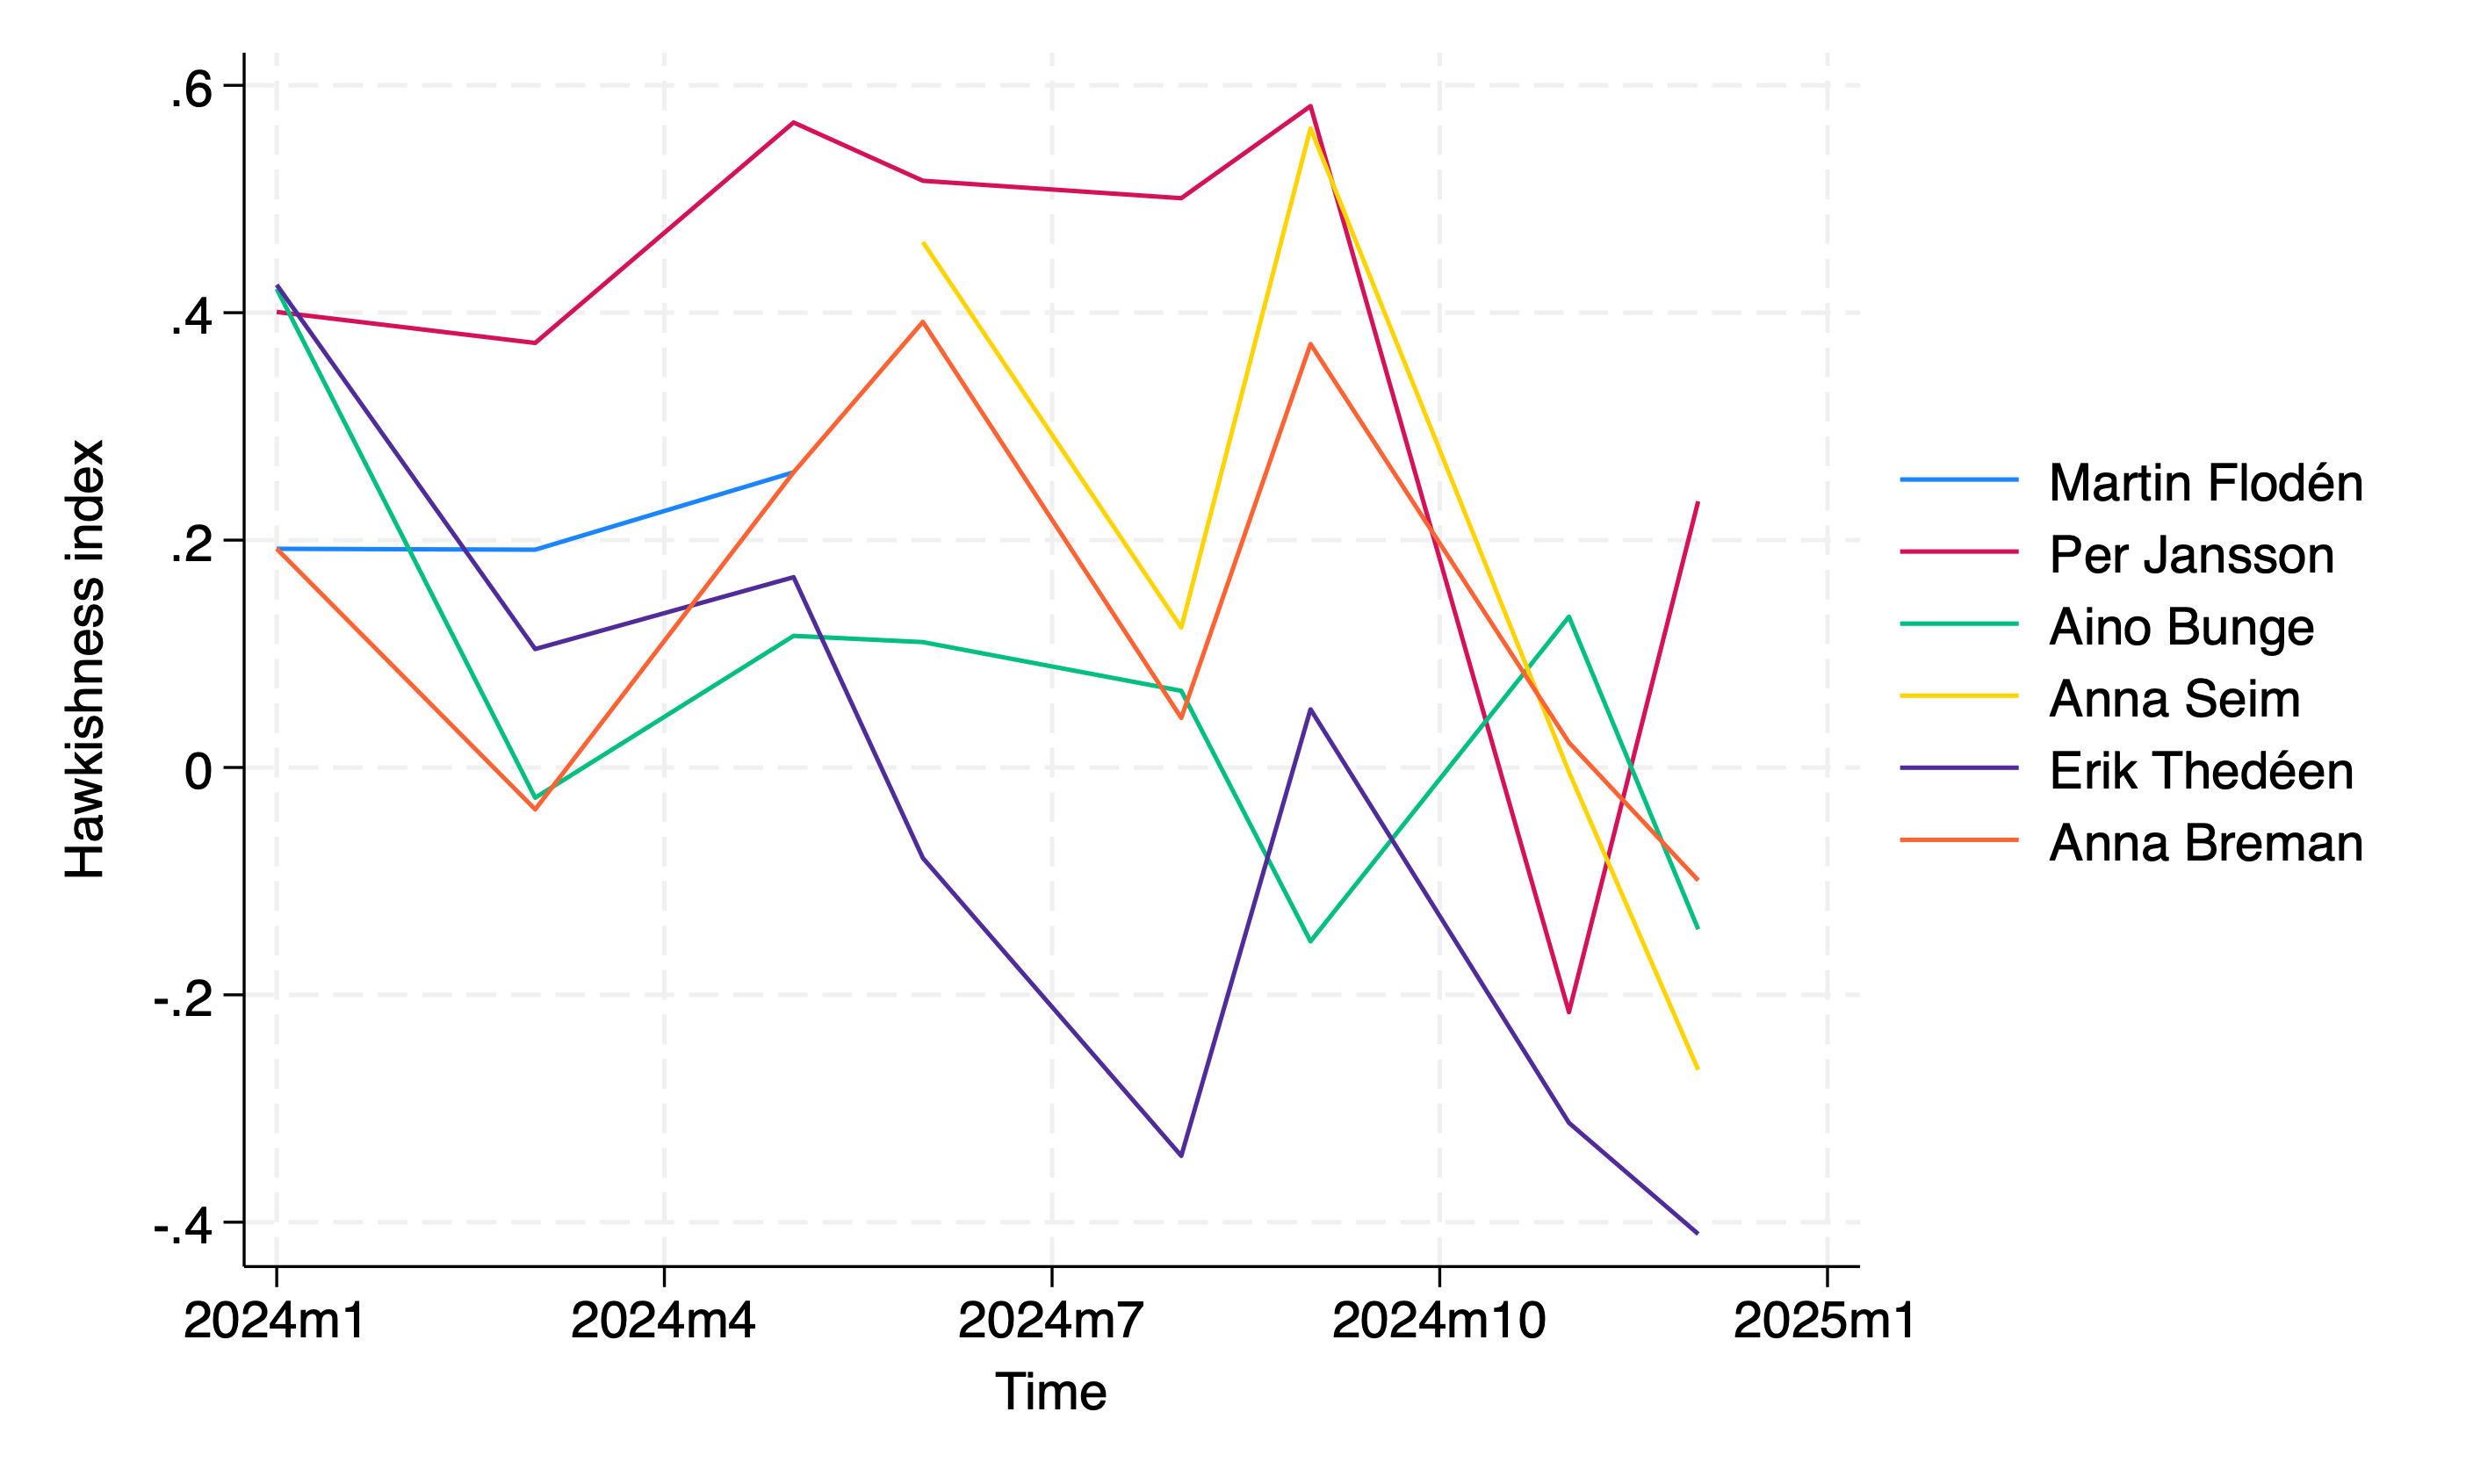 Hawkishness index
.6
.4
.2
0
-.2
-.4
2024m1
2024m4
2024m7
2024m10
2025m1
Time
Martin Flodén
Per Jansson
Aino Bunge
Anna Seim
Erik Thedéen
Anna Breman